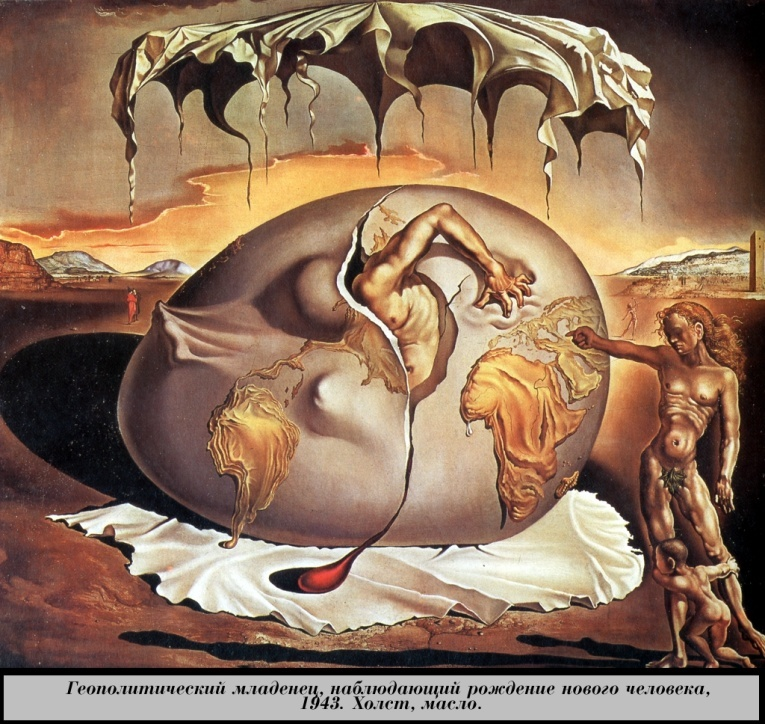 Геополитический младенец, наблюдающий рождение нового человека,
1943. Холст, масло.